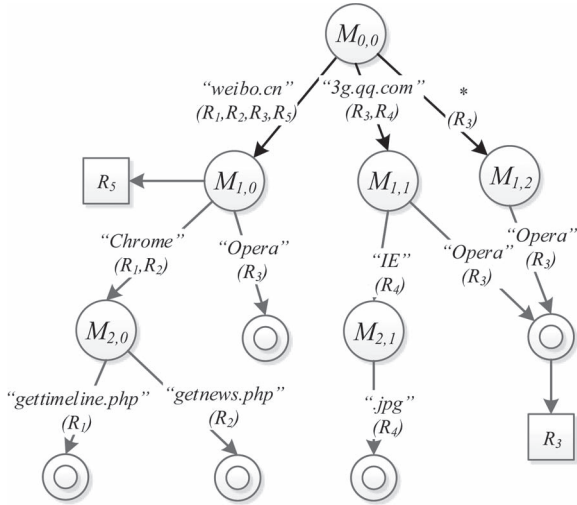 M0,0
“weibo.cn” “3g.qq.com” *
(R1,R2,R3,R5) (R3,R4) (R3)
R5 M1,0 M1,1 M1,2
“Chrome” “Opera” “IE” “Opera” “Opera”
(R1,R2) (R3) (R4) (R3) (R3)
M2,0 M2,1
“gettimeline.php” “getnews.php” “.jpg”
(R1) (R2) (R4) R3